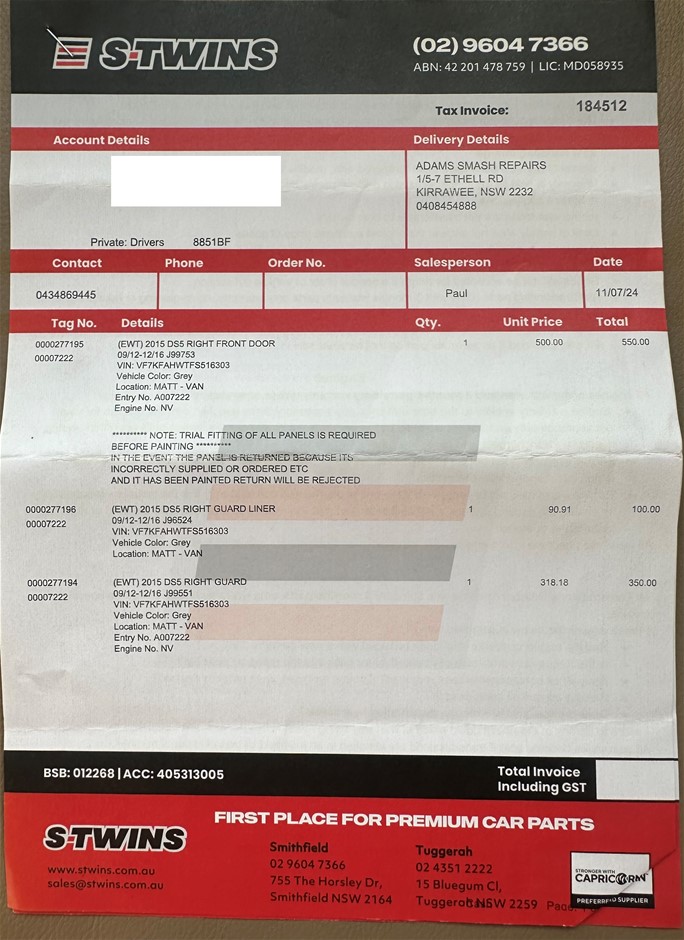 S-TWINS
(02) 9604 7366
ABN: 42 201 478 759 | LIC: MD058935
Tax Invoice: 184512
Account Details
Delivery Details
ADAMS SMASH REPAIRS
1/5-7 ETHELL RD
KIRRAWEE, NSW 2232
0408454888
Private: Drivers 8851BF
Contact Phone Order No. Salesperson Date
0434869445 Paul 11/07/24
Tag No. Details Qty. Unit Price Total
0000277195 (EWT) 2015 DS5 RIGHT FRONT DOOR 1 500.00 550.00
00007222 09/12-12/16 J99753
VIN: VF7KFAHWTFS516303
Vehicle Color: Grey
Location: MATT - VAN
Entry No. A007222
Engine No. NV
********** NOTE: TRIAL FITTING OF ALL PANELS IS REQUIRED
BEFORE PAINTING **********
IN THE EVENT THE PANEL IS RETURNED BECAUSE ITS
INCORRECTLY SUPPLIED OR ORDERED ETC
AND IT HAS BEEN PAINTED RETURN WILL BE REJECTED
0000277196 (EWT) 2015 DS5 RIGHT GUARD LINER 1 90.91 100.00
00007222 09/12-12/16 J96524
VIN: VF7KFAHWTFS516303
Vehicle Color: Grey
Location: MATT - VAN
0000277194 (EWT) 2015 DS5 RIGHT GUARD 1 318.18 350.00
00007222 09/12-12/16 J99551
VIN: VF7KFAHWTFS516303
Vehicle Color: Grey
Location: MATT - VAN
Entry No. A007222
Engine No. NV
BSB: 012268 | ACC: 405313005
Total Invoice
Including GST
FIRST PLACE FOR PREMIUM CAR PARTS
S-TWINS
www.stwins.com.au
sales@stwins.com.au
Smithfield
02 9604 7366
755 The Horsley Dr,
Smithfield NSW 2164
Tuggerah
02 4351 2222
15 Bluegum Cl,
Tuggerah NSW 2259
STRONGER WITH
CAPRICORN
PREFERRED SUPPLIER